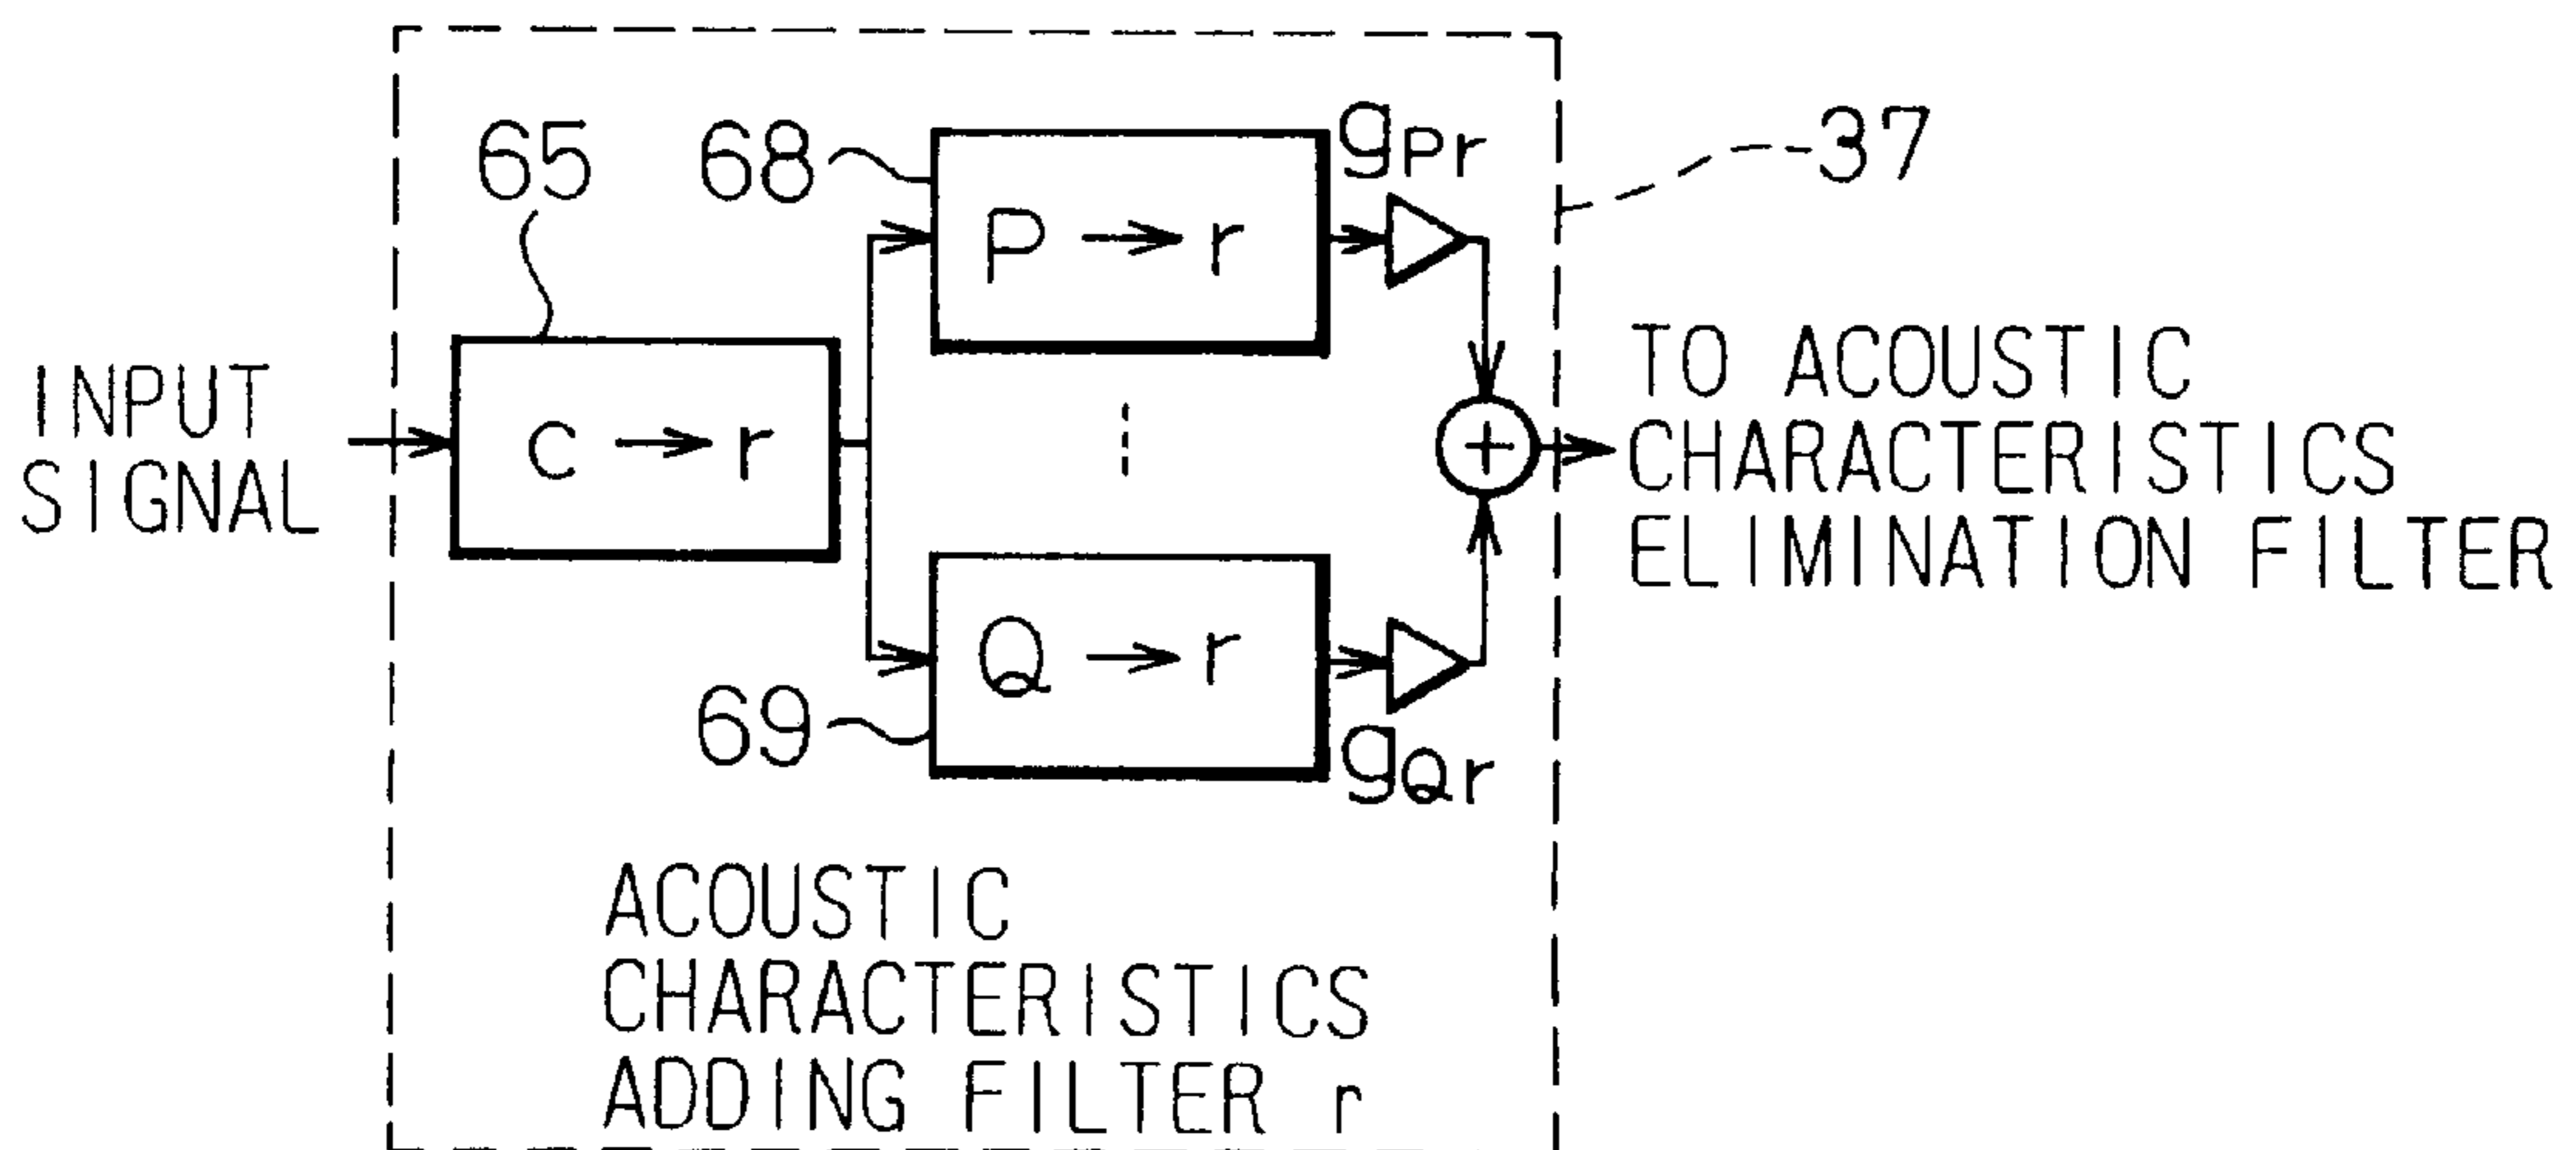 65
68
gPr
37
P → r
INPUT
SIGNAL
c → r
+
TO ACOUSTIC
CHARACTERISTICS
ELIMINATION FILTER
Q → r
69
gQr
ACOUSTIC
CHARACTERISTICS
ADDING FILTER r